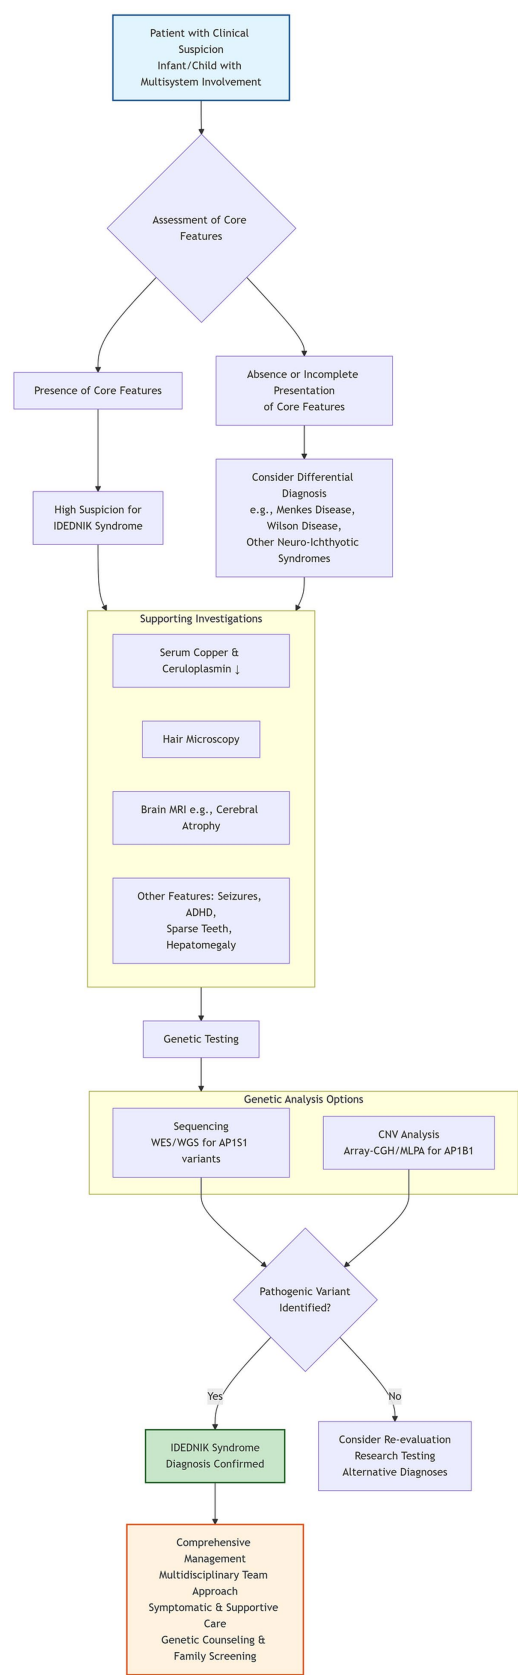 Patient with Clinical
Suspicion
Infant/Child with
Multisystem Involvement
Assessment of Core
Features
Presence of Core Features
Absence or Incomplete
Presentation
of Core Features
High Suspicion for
IDEDNIK Syndrome
Consider Differential
Diagnosis
e.g., Menkes Disease,
Wilson Disease,
Other Neuro-Ichthyotic
Syndromes
Supporting Investigations
Serum Copper &
Ceruloplasmin ↓
Hair Microscopy
Brain MRI e.g., Cerebral
Atrophy
Other Features: Seizures,
ADHD,
Sparse Teeth,
Hepatomegaly
Genetic Testing
Genetic Analysis Options
Sequencing
WES/WGS for AP1S1
variants
CNV Analysis
Array-CGH/MLPA for AP1B1
Pathogenic Variant
Identified?
Yes
No
IDEDNIK Syndrome
Diagnosis Confirmed
Consider Re-evaluation
Research Testing
Alternative Diagnoses
Comprehensive
Management
Multidisciplinary Team
Approach
Symptomatic & Supportive
Care
Genetic Counseling &
Family Screening